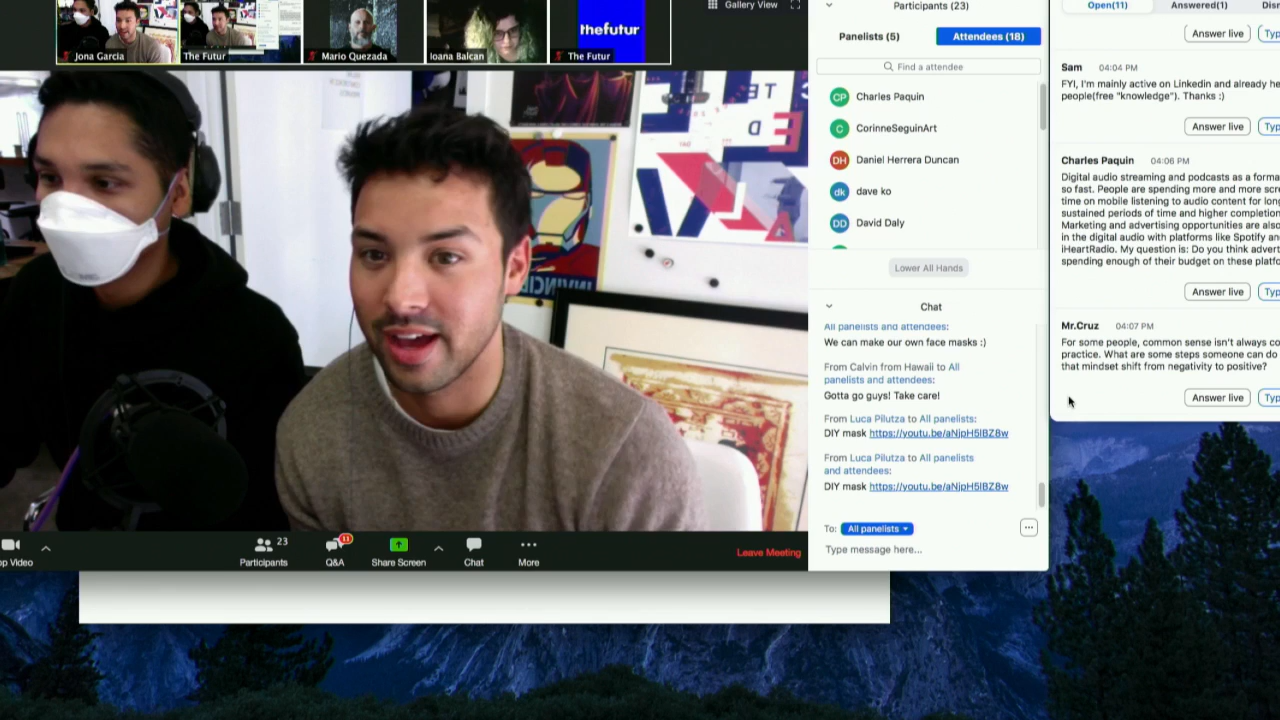 Gallery View
Jona Garcia
The Futur
Mario Quezada
Ioana Balcan
thefutur
The Futur
INVINCIB
Participants
23
Q&A
11
Share Screen
Chat
More
Leave Meeting
Participants (23)
Panelists (5)
Attendees (18)
Find a attendee
CP
Charles Paquin
C
CorinneSeguinArt
DH
Daniel Herrera Duncan
dk
dave ko
DD
David Daly
Lower All Hands
Chat
All panelists and attendees:
We can make our own face masks :)
From Calvin from Hawaii to All
panelists and attendees:
Gotta go guys! Take care!
From Luca Pilutza to All panelists:
DIY mask https://youtu.be/aNjpH5lBZ8w
From Luca Pilutza to All panelists
and attendees:
DIY mask https://youtu.be/aNjpH5lBZ8w
To: All panelists
Type message here...
Open(11)
Answered(1)
Answer live
Sam 04:04 PM
FYI, I'm mainly active on Linkedin and already he
people(free "knowledge"). Thanks :)
Answer live
Charles Paquin 04:06 PM
Digital audio streaming and podcasts as a forma
so fast. People are spending more and more scr
time on mobile listening to audio content for long
sustained periods of time and higher completion
Marketing and advertising opportunities are also
in the digital audio with platforms like Spotify an
iHeartRadio. My question is: Do you think advert
spending enough of their budget on these platfo
Answer live
Mr.Cruz 04:07 PM
For some people, common sense isn't always co
practice. What are some steps someone can do
that mindset shift from negativity to positive?
Answer live